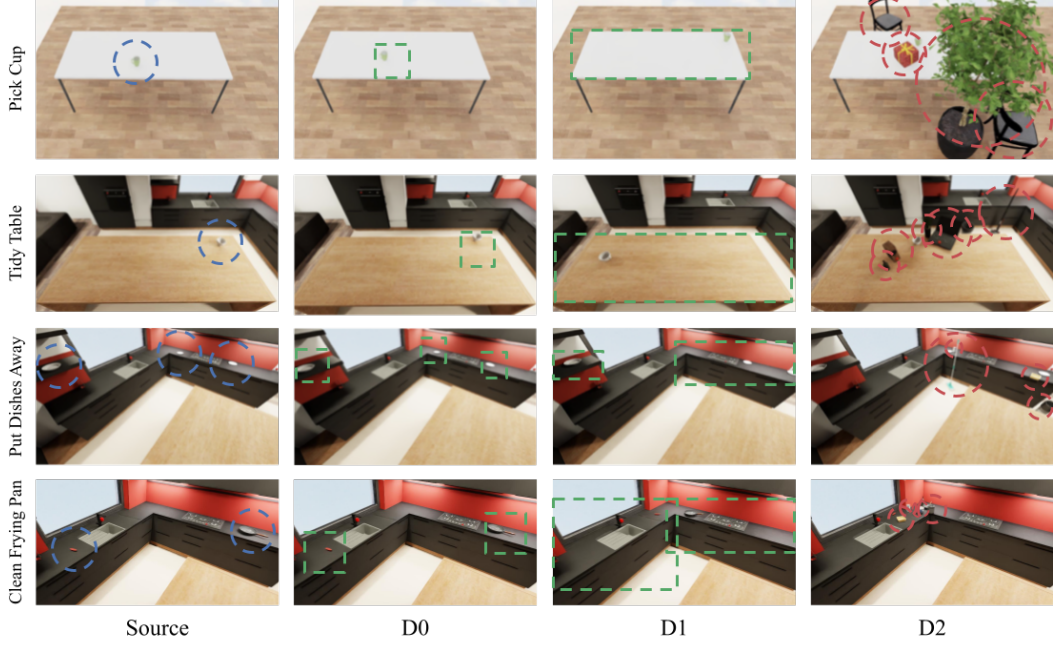 Pick Cup
Tidy Table
Put Dishes Away
Clean Frying Pan
Source
D0
D1
D2